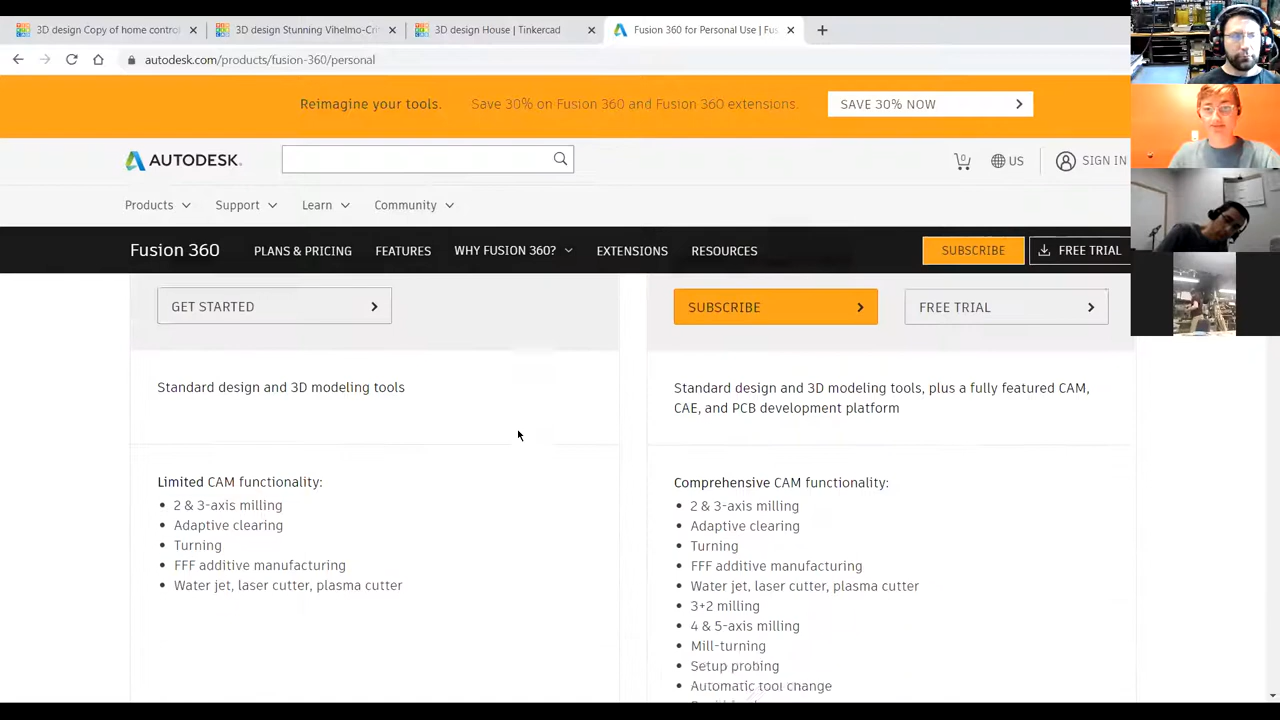 3D design Copy of home control
3D design Stunning Vihelmo-Cr
House | Tinkercad
Fusion 360 for Personal Use | Fus
autodesk.com/products/fusion-360/personal
Reimagine your tools. Save 30% on Fusion 360 and Fusion 360 extensions. SAVE 30% NOW
AUTODESK
0 US SIGN IN
Products Support Learn Community
Fusion 360 PLANS & PRICING FEATURES WHY FUSION 360? EXTENSIONS RESOURCES SUBSCRIBE FREE TRIAL
GET STARTED
Standard design and 3D modeling tools
Limited CAM functionality:
• 2 & 3-axis milling
• Adaptive clearing
• Turning
• FFF additive manufacturing
• Water jet, laser cutter, plasma cutter
SUBSCRIBE FREE TRIAL
Standard design and 3D modeling tools, plus a fully featured CAM,
CAE, and PCB development platform
Comprehensive CAM functionality:
• 2 & 3-axis milling
• Adaptive clearing
• Turning
• FFF additive manufacturing
• Water jet, laser cutter, plasma cutter
• 3+2 milling
• 4 & 5-axis milling
• Mill-turning
• Setup probing
• Automatic tool change